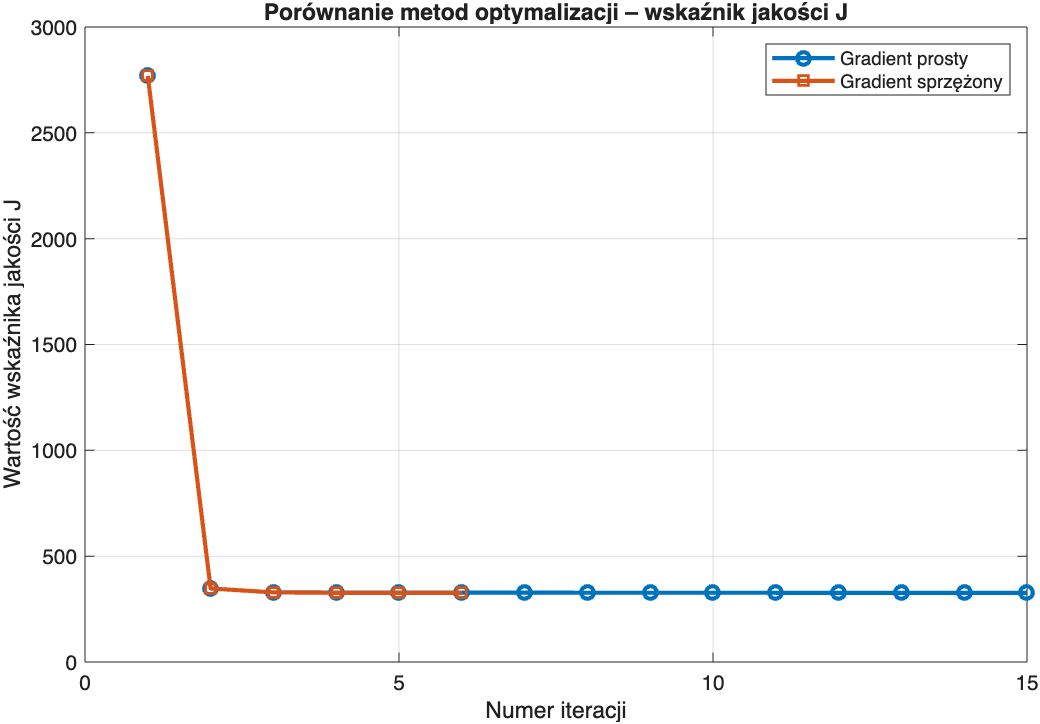 Porównanie metod optymalizacji – wskaźnik jakości J
Gradient prosty
Gradient sprzężony
Wartość wskaźnika jakości J
3000
2500
2000
1500
1000
500
0
0 5 10 15
Numer iteracji